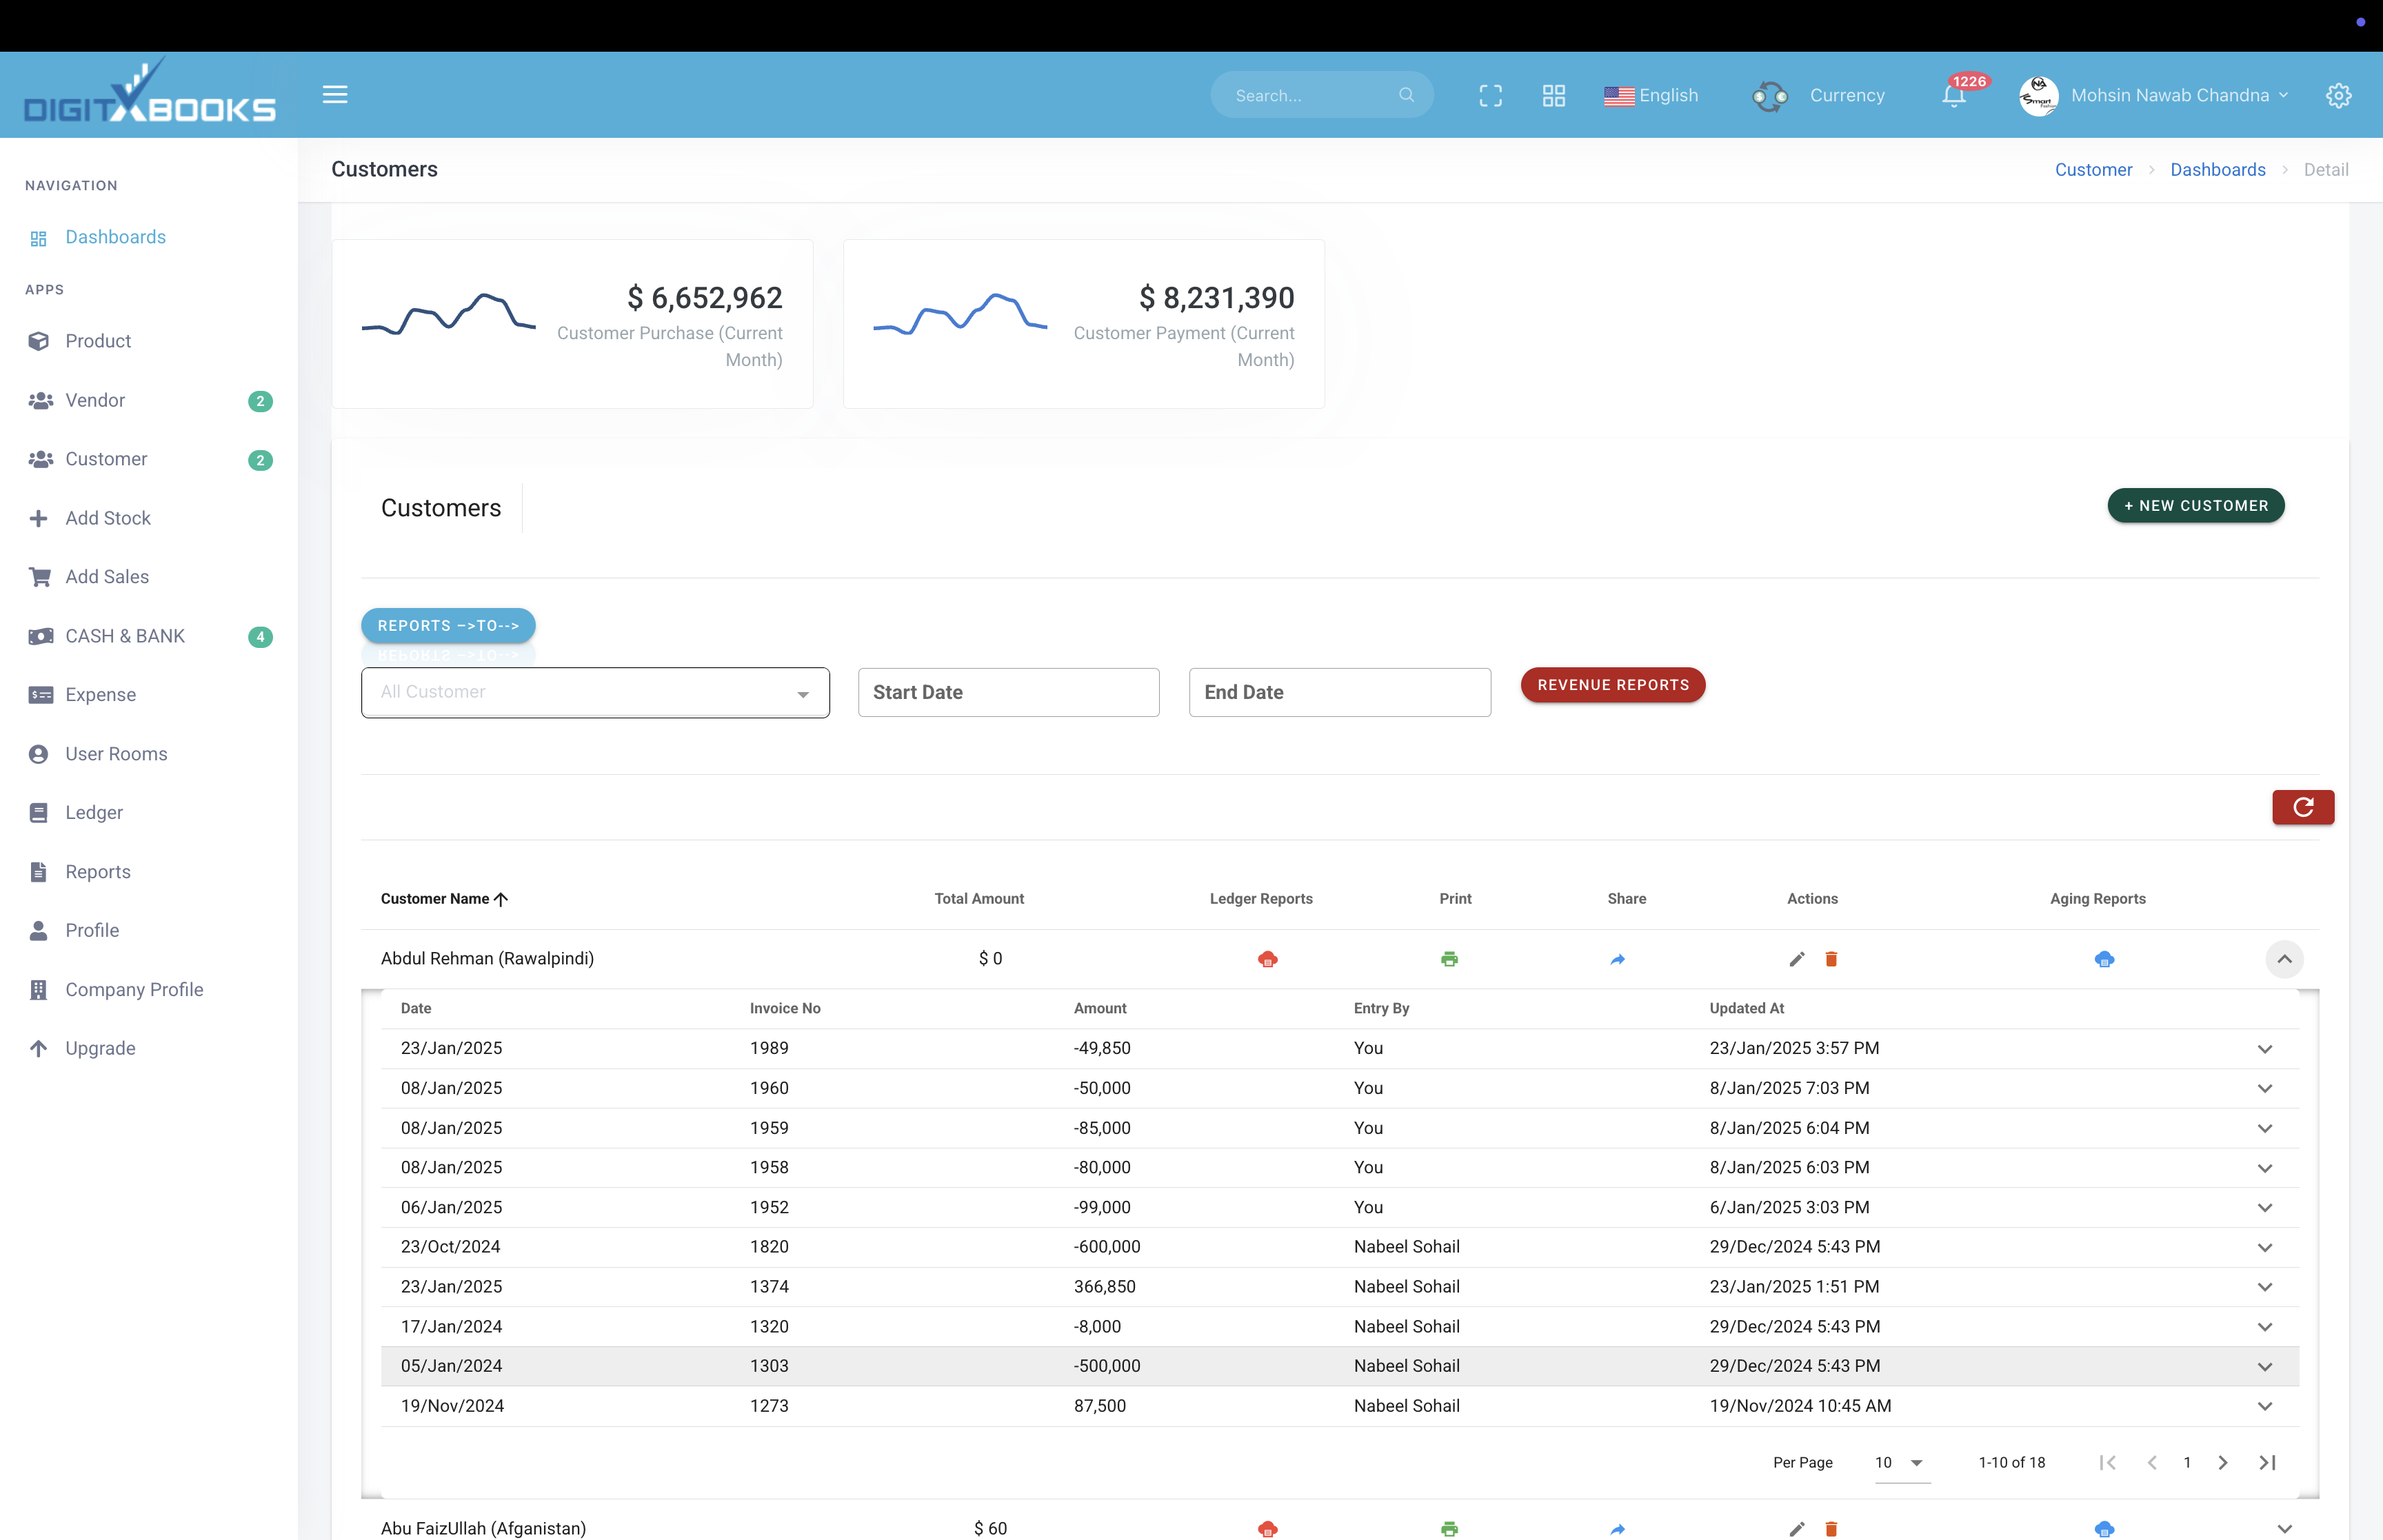 DIGITXBOOKS
Search...
English
Currency
1226
NA
Smart
Mohsin Nawab Chandna
NAVIGATION
Dashboards
APPS
Product
Vendor 2
Customer 2
Add Stock
Add Sales
CASH & BANK 4
Expense
User Rooms
Ledger
Reports
Profile
Company Profile
Upgrade
Customers
Customer > Dashboards > Detail
$ 6,652,962
Customer Purchase (Current
Month)
$ 8,231,390
Customer Payment (Current
Month)
Customers
+ NEW CUSTOMER
REPORTS –>TO-->
All Customer
Start Date
End Date
REVENUE REPORTS
Customer Name Total Amount Ledger Reports Print Share Actions Aging Reports
Abdul Rehman (Rawalpindi) $ 0
Date Invoice No Amount Entry By Updated At
23/Jan/2025 1989 -49,850 You 23/Jan/2025 3:57 PM
08/Jan/2025 1960 -50,000 You 8/Jan/2025 7:03 PM
08/Jan/2025 1959 -85,000 You 8/Jan/2025 6:04 PM
08/Jan/2025 1958 -80,000 You 8/Jan/2025 6:03 PM
06/Jan/2025 1952 -99,000 You 6/Jan/2025 3:03 PM
23/Oct/2024 1820 -600,000 Nabeel Sohail 29/Dec/2024 5:43 PM
23/Jan/2025 1374 366,850 Nabeel Sohail 23/Jan/2025 1:51 PM
17/Jan/2024 1320 -8,000 Nabeel Sohail 29/Dec/2024 5:43 PM
05/Jan/2024 1303 -500,000 Nabeel Sohail 29/Dec/2024 5:43 PM
19/Nov/2024 1273 87,500 Nabeel Sohail 19/Nov/2024 10:45 AM
Per Page 10 1-10 of 18 1
Abu FaizUllah (Afganistan) $ 60